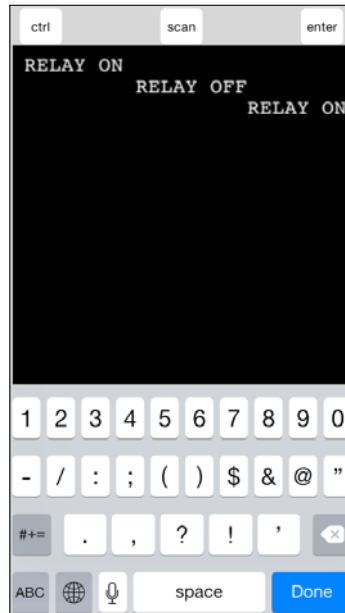 ctrl scan enter
RELAY ON
RELAY OFF
RELAY ON
1 2 3 4 5 6 7 8 9 0
- / : ; ( ) $ & @ ”
#+= . , ? ! ’
ABC space Done